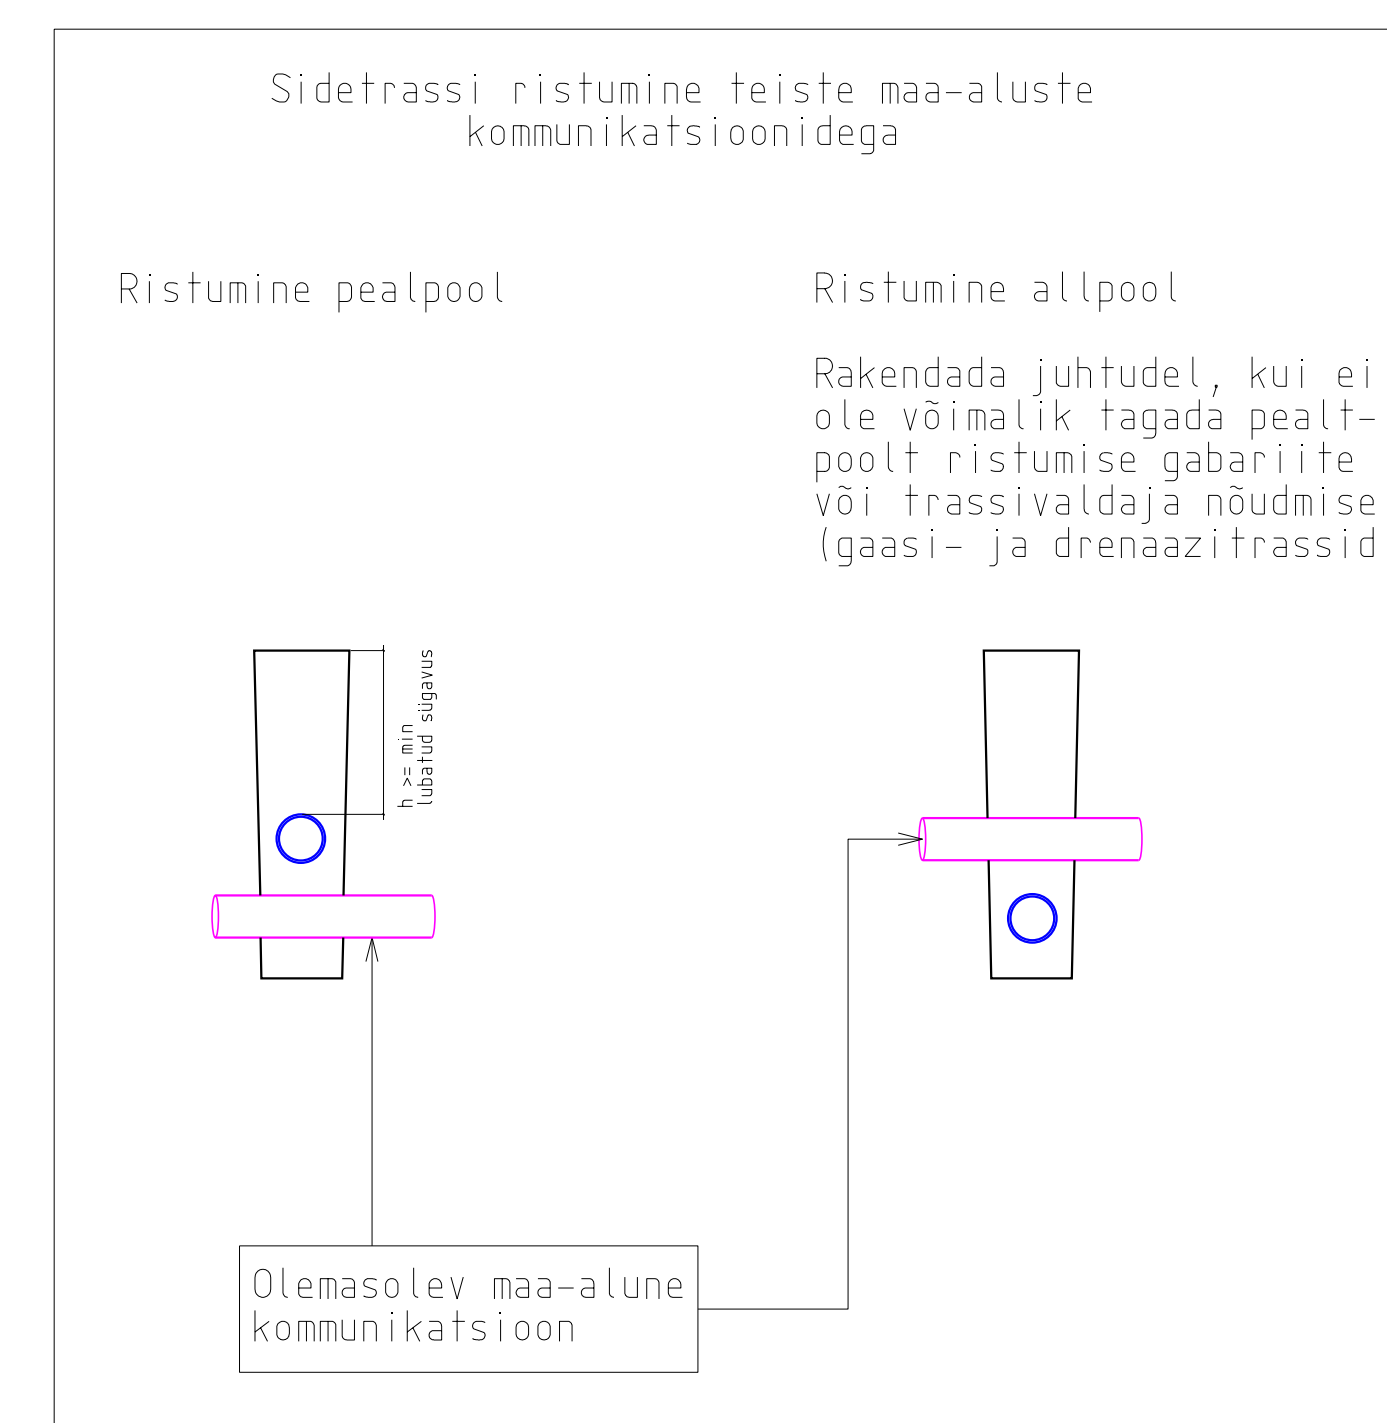 Sidetrassi ristumine teiste maa-aluste
kommunikatsioonidega
Ristumine pealpool
Ristumine allpool
Rakendada juhtudel, kui ei
ole võimalik tagada pealt-
poolt ristumise gabariite
või trassivaldaja nõudmise
(gaasi- ja drenaazitrassid
h >= min
lubatud sügavus
Olemasolev maa-alune
kommunikatsioon